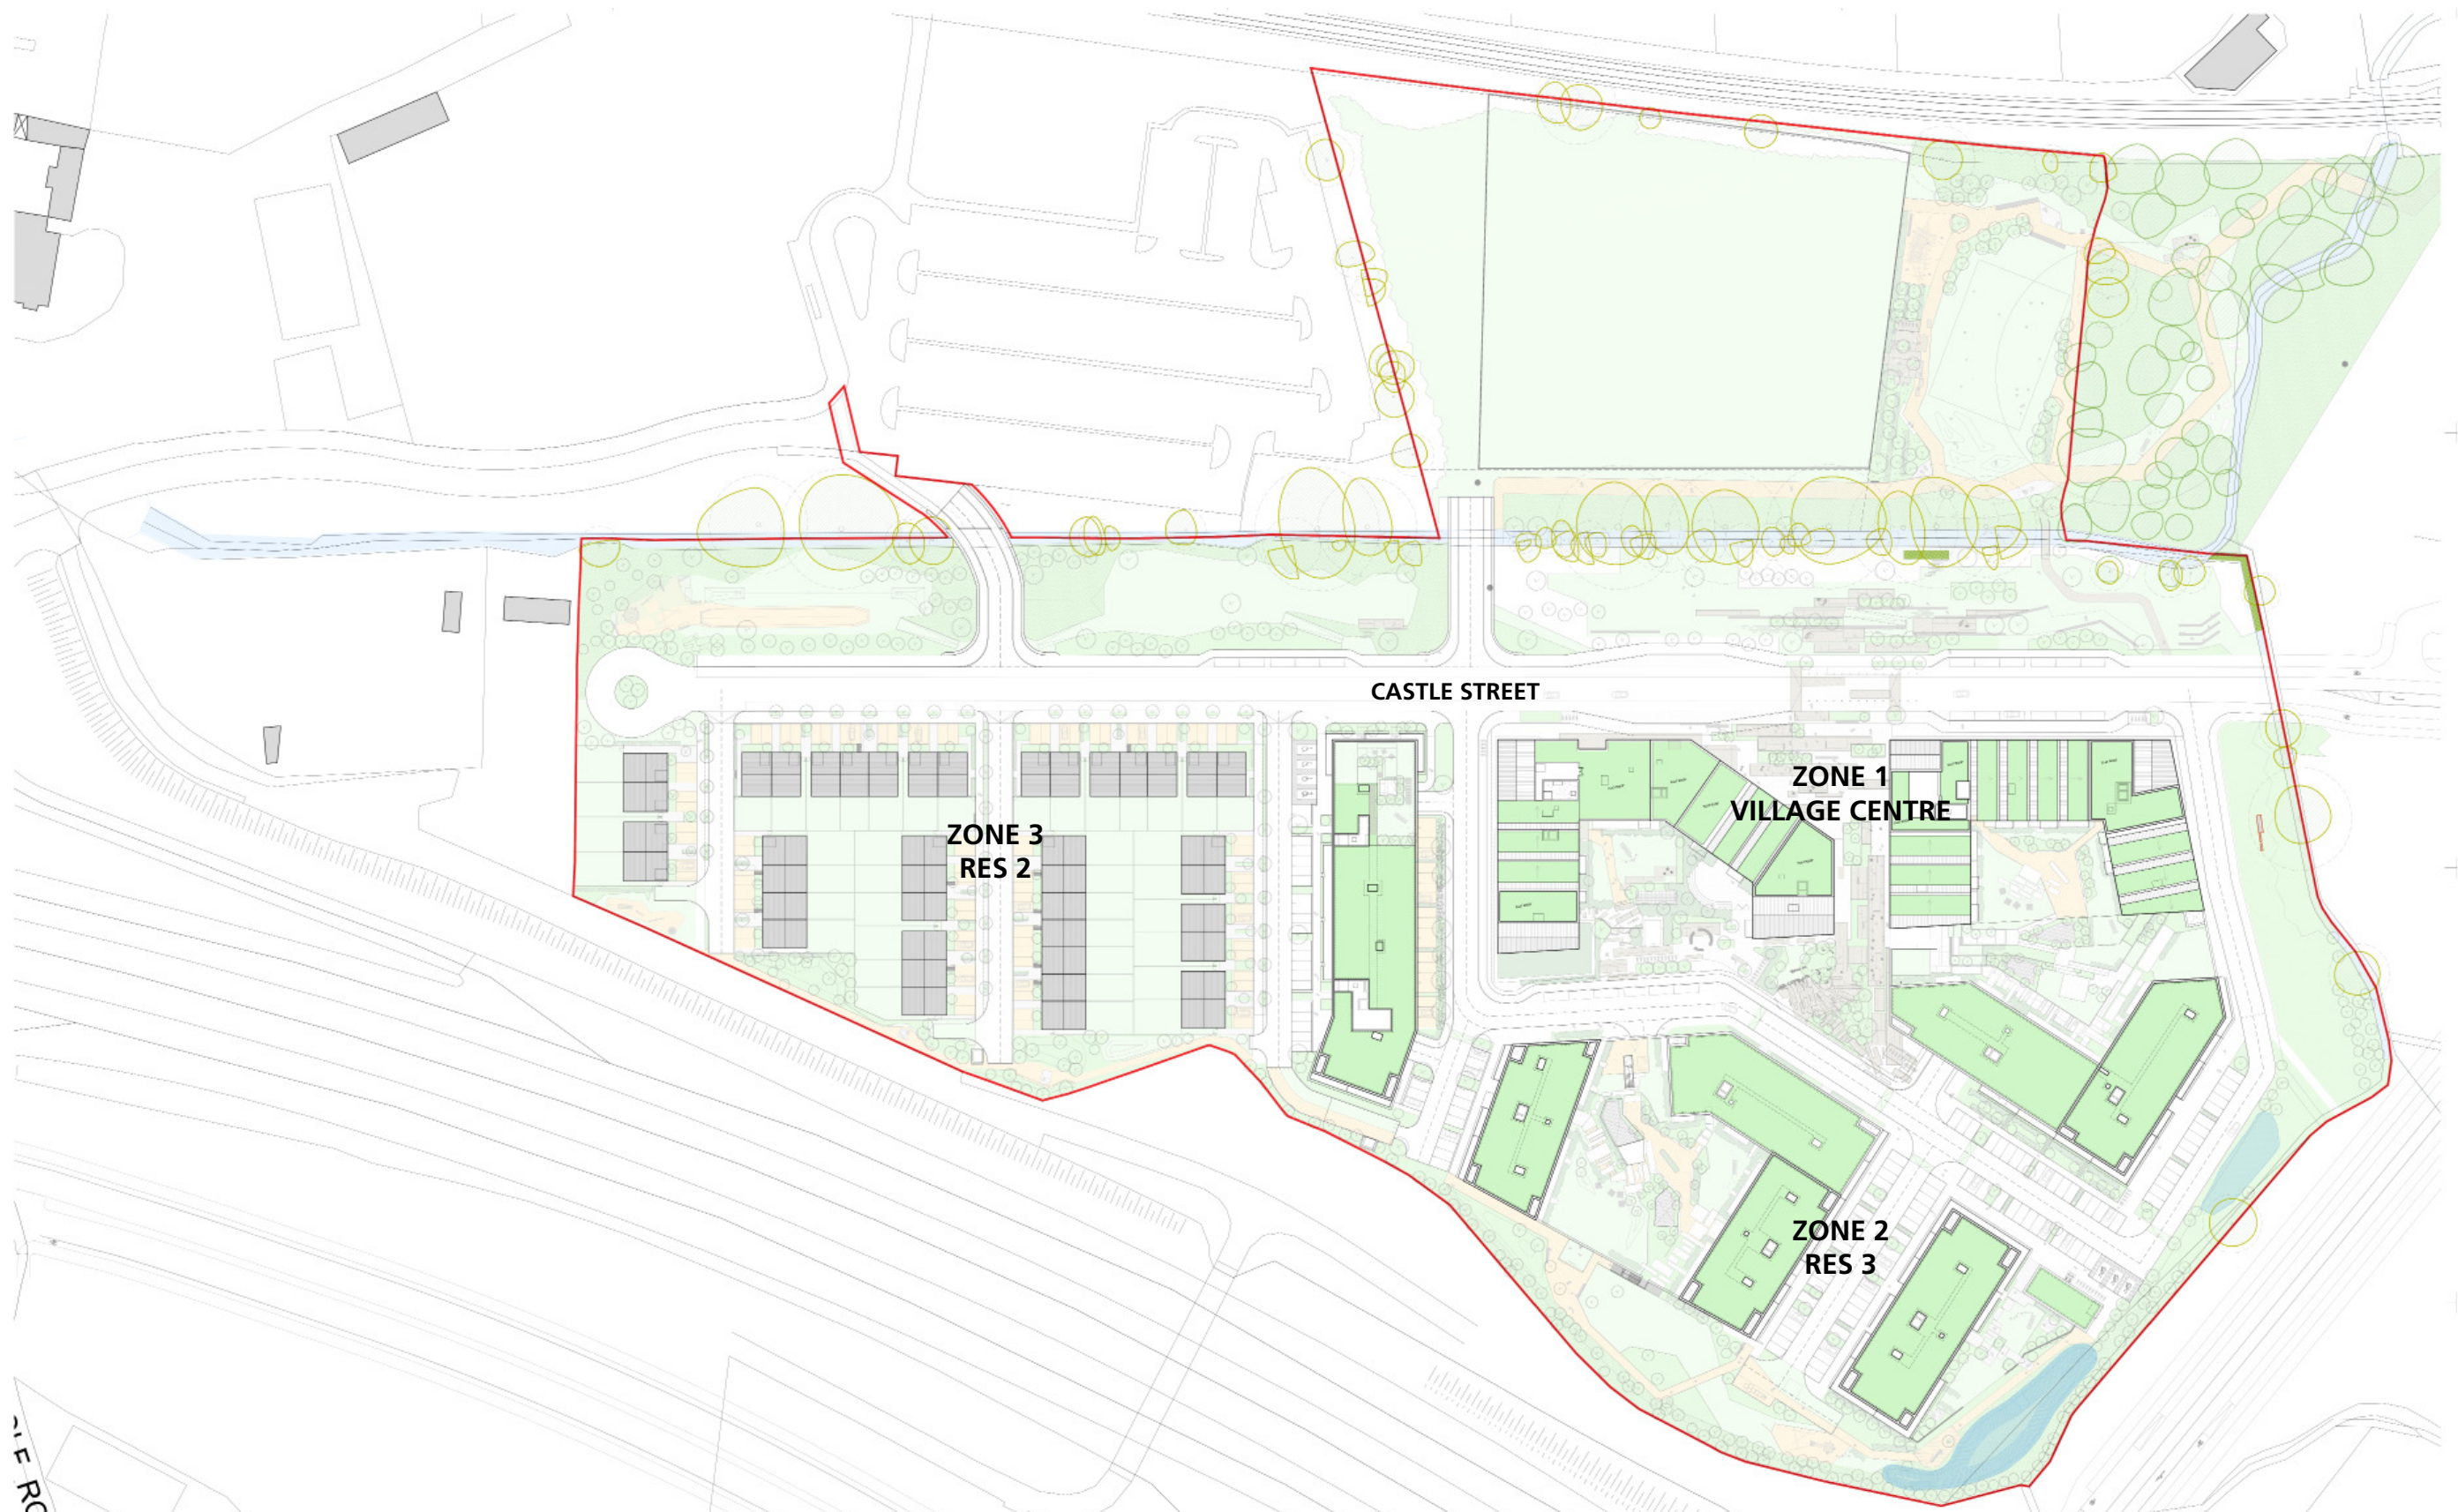 CASTLE STREET
ZONE 1
VILLAGE CENTRE
ZONE 3
RES 2
ZONE 2
RES 3